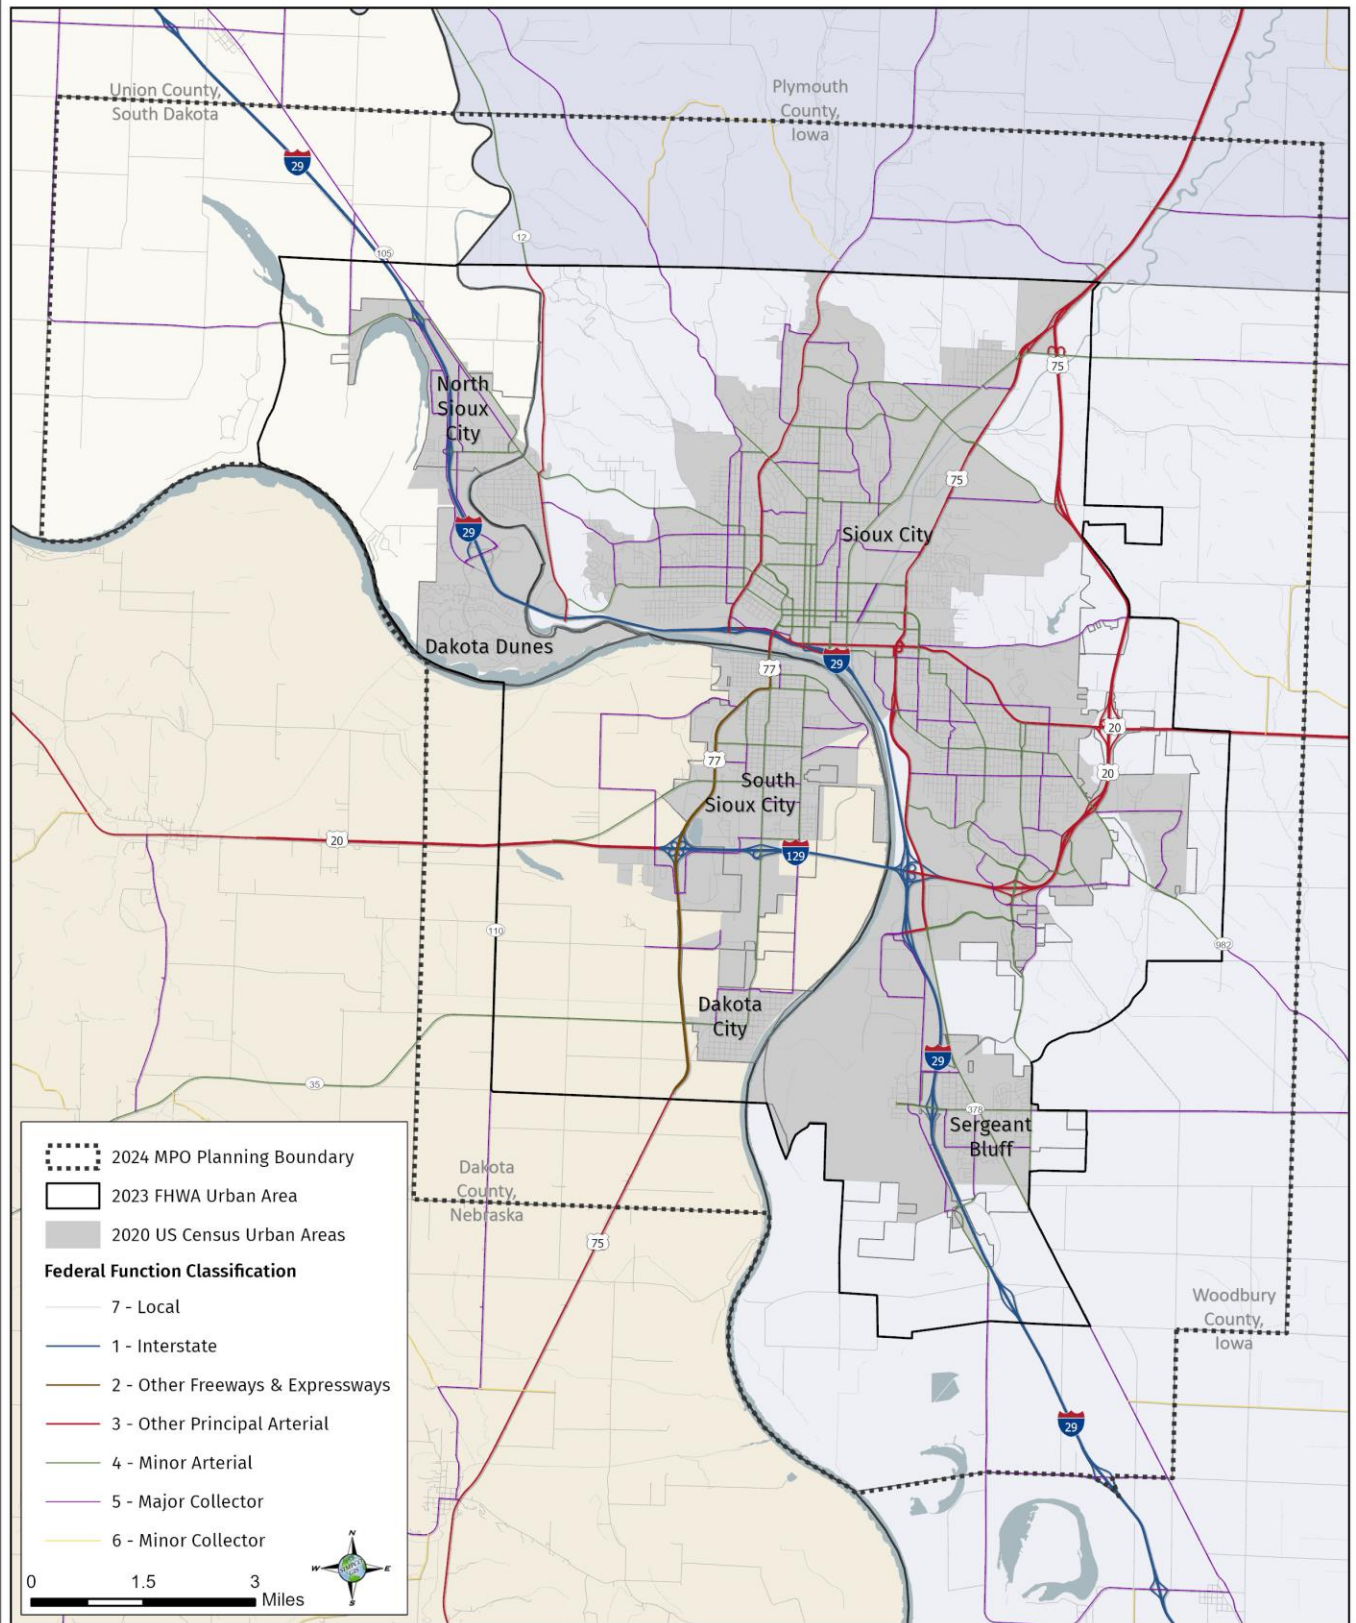 Union County,
South Dakota
Plymouth
County,
Iowa
29
105
12
75
North
Sioux
City
75
29
Sioux City
Dakota Dunes
77
29
20
77
20
South
Sioux City
20
129
110
982
Dakota
City
29
35
378
Sergeant
Bluff
Dakota
County,
Nebraska
75
Woodbury
County,
Iowa
29
2024 MPO Planning Boundary
2023 FHWA Urban Area
2020 US Census Urban Areas
Federal Function Classification
7 - Local
1 - Interstate
2 - Other Freeways & Expressways
3 - Other Principal Arterial
4 - Minor Arterial
5 - Major Collector
6 - Minor Collector
N
W
E
S
0 1.5 3
Miles